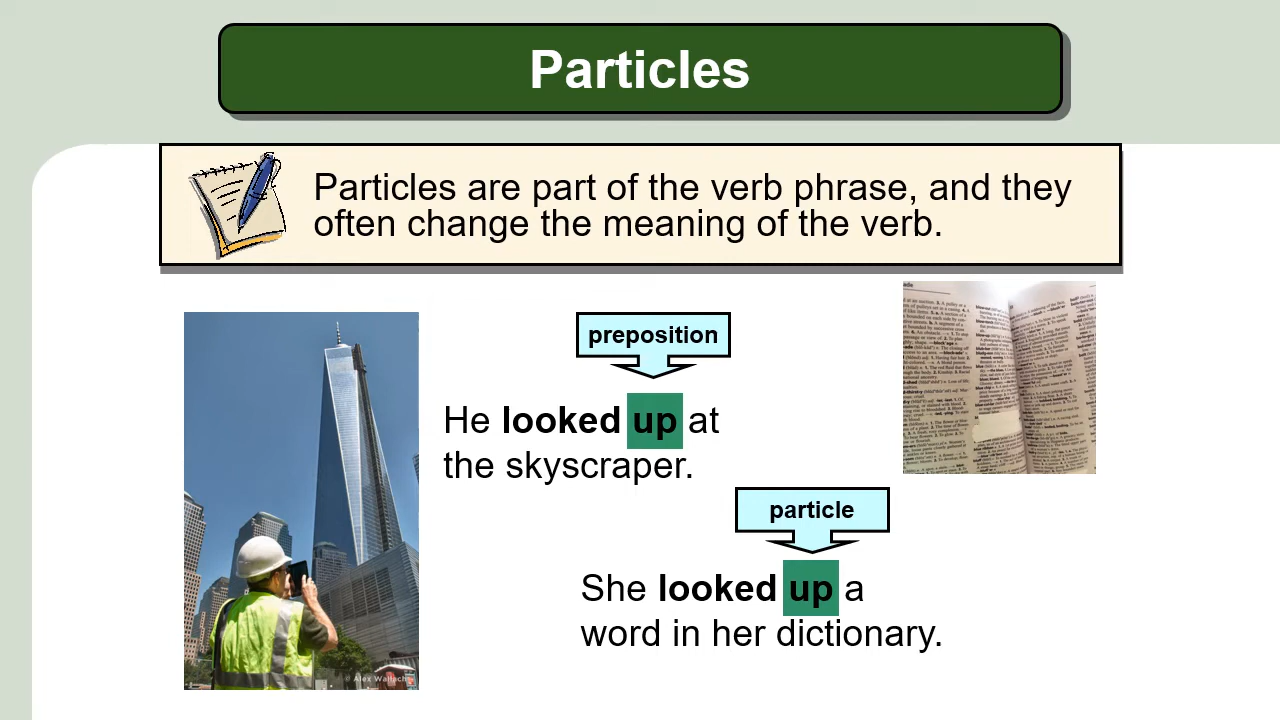 Particles
Particles are part of the verb phrase, and they
often change the meaning of the verb.
preposition
He looked up at
the skyscraper.
particle
She looked up a
word in her dictionary.
© Alex Wallach